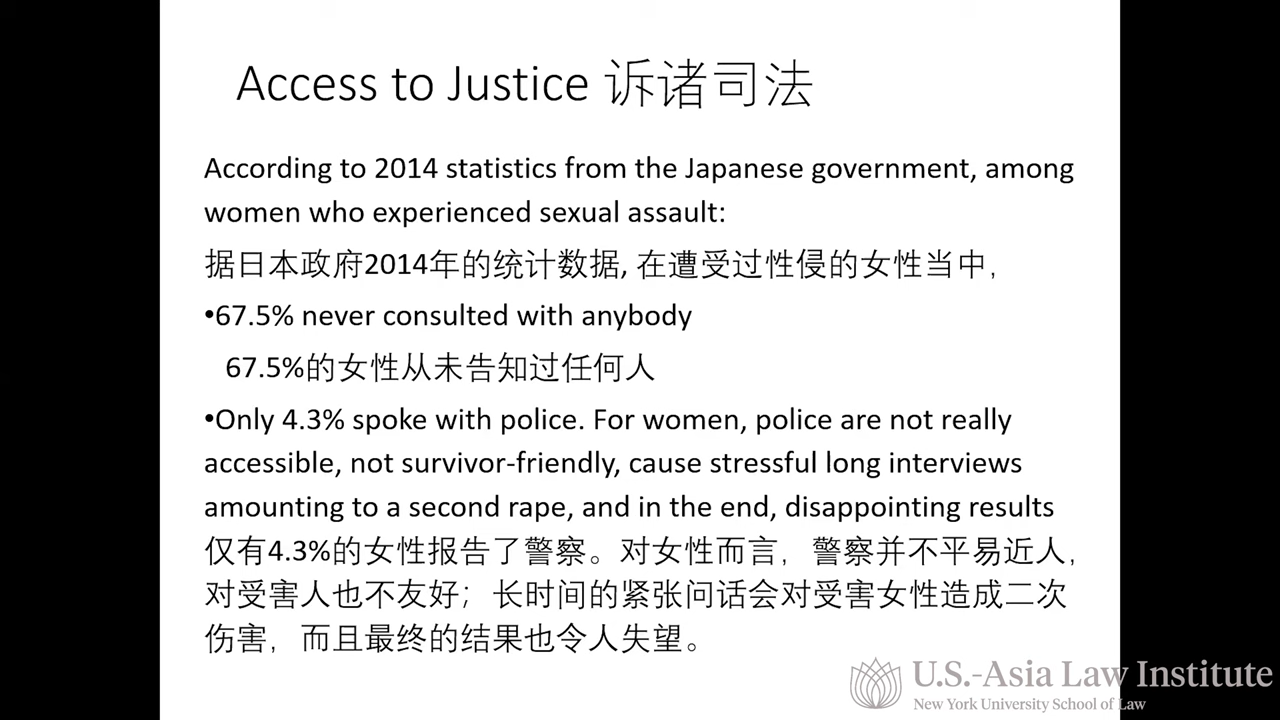 Access to Justice 诉诸司法
According to 2014 statistics from the Japanese government, among
women who experienced sexual assault:
据日本政府2014年的统计数据, 在遭受过性侵的女性当中，
•67.5% never consulted with anybody
67.5%的女性从未告知过任何人
•Only 4.3% spoke with police. For women, police are not really
accessible, not survivor-friendly, cause stressful long interviews
amounting to a second rape, and in the end, disappointing results
仅有4.3%的女性报告了警察。对女性而言，警察并不平易近人，
对受害人也不友好；长时间的紧张问话会对受害女性造成二次
伤害，而且最终的结果也令人失望。
U.S.-Asia Law Institute
New York University School of Law